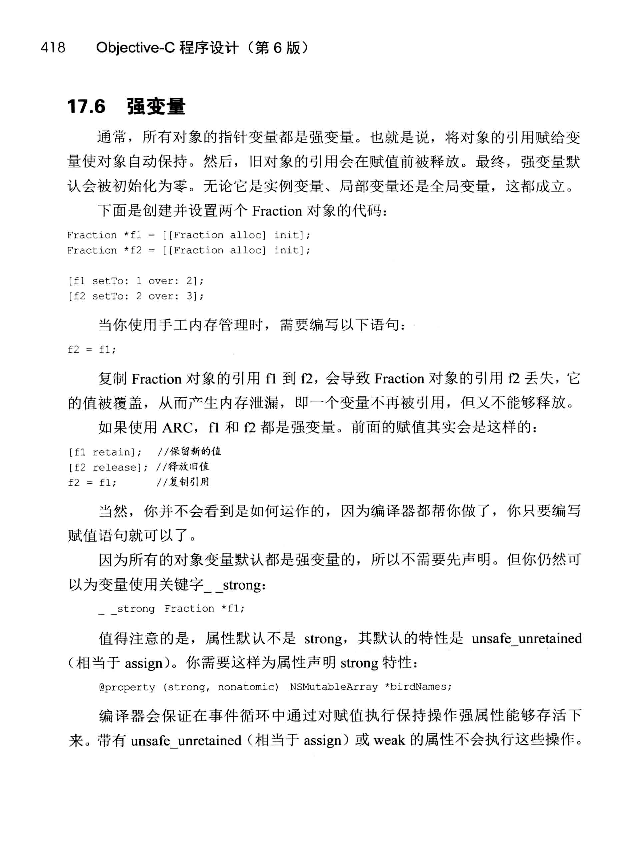 418 Objective-C 程序设计（第 6 版）
17.6 强变量
通常，所有对象的指针变量都是强变量。也就是说，将对象的引用赋给变
量使对象自动保持。然后，旧对象的引用会在赋值前被释放。最终，强变量默
认会被初始化为零。无论它是实例变量、局部变量还是全局变量，这都成立。
下面是创建并设置两个 Fraction 对象的代码：
Fraction *f1 = [[Fraction alloc] init];
Fraction *f2 = [[Fraction alloc] init];
[f1 setTo: 1 over: 2];
[f2 setTo: 2 over: 3];
当你使用手工内存管理时，需要编写以下语句：
f2 = f1;
复制 Fraction 对象的引用 f1 到 f2，会导致 Fraction 对象的引用 f2 丢失，它
的值被覆盖，从而产生内存泄漏，即一个变量不再被引用，但又不能够释放。
如果使用 ARC，f1 和 f2 都是强变量。前面的赋值其实会是这样的：
[f1 retain]; //保留新的值
[f2 release]; //释放旧值
f2 = f1; //复制引用
当然，你并不会看到是如何运作的，因为编译器都帮你做了，你只要编写
赋值语句就可以了。
因为所有的对象变量默认都是强变量的，所以不需要先声明。但你仍然可
以为变量使用关键字_ _strong：
_ _strong Fraction *f1;
值得注意的是，属性默认不是 strong，其默认的特性是 unsafe_unretained
（相当于 assign）。你需要这样为属性声明 strong 特性：
@property (strong, nonatomic) NSMutableArray *birdNames;
编译器会保证在事件循环中通过对赋值执行保持操作强属性能够存活下
来。带有 unsafe_unretained（相当于 assign）或 weak 的属性不会执行这些操作。